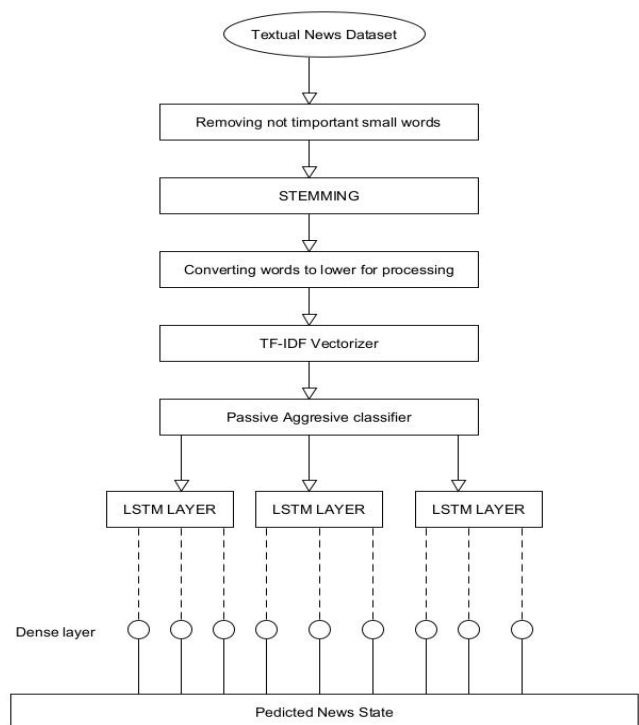 Textual News Dataset
Removing not timportant small words
STEMMING
Converting words to lower for processing
TF-IDF Vectorizer
Passive Aggresive classifier
LSTM LAYER
LSTM LAYER
LSTM LAYER
Dense layer
Pedicted News State